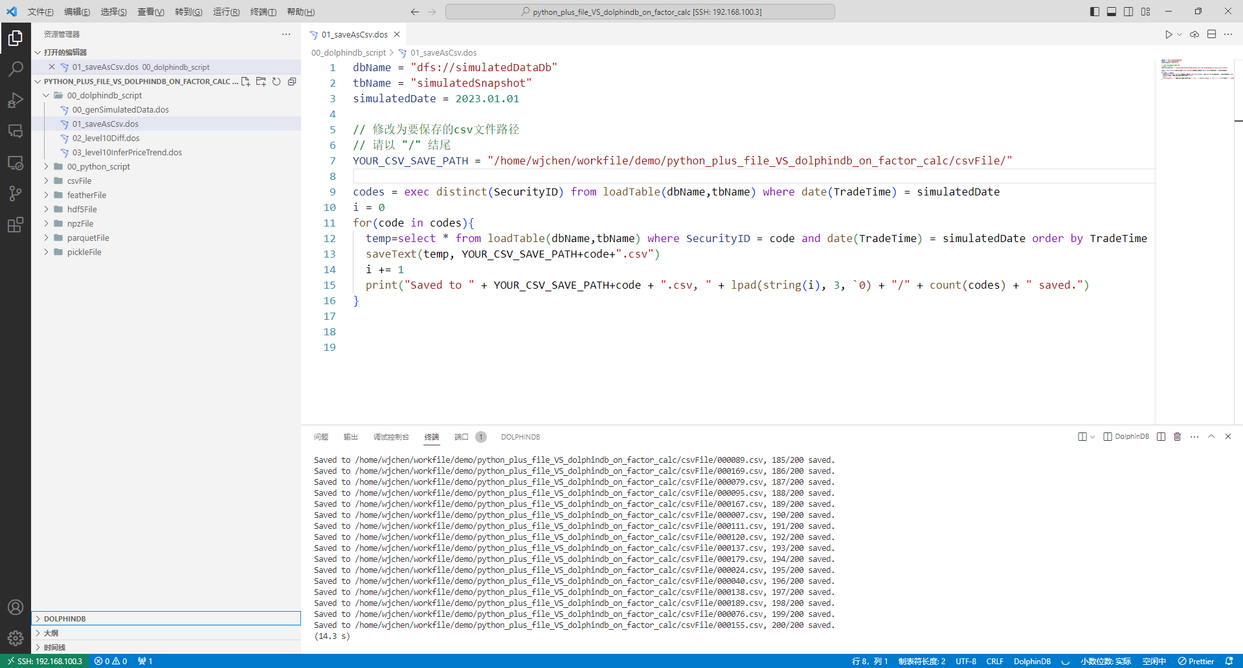 文件(F) 编辑(E) 选择(S) 查看(V) 转到(G) 运行(R) 终端(T) 帮助(H)
python_plus_file_VS_dolphindb_on_factor_calc [SSH: 192.168.100.3]
资源管理器
打开的编辑器
01_saveAsCsv.dos 00_dolphindb_script
PYTHON_PLUS_FILE_VS_DOLPHINDB_ON_FACTOR_CALC ...
00_dolphindb_script
00_genSimulatedData.dos
01_saveAsCsv.dos
02_level10Diff.dos
03_level10InferPriceTrend.dos
00_python_script
csvFile
featherFile
hdf5File
npzFile
parquetFile
pickleFile
DOLPHINDB
大纲
时间线
01_saveAsCsv.dos
00_dolphindb_script > 01_saveAsCsv.dos
1 dbName = "dfs://simulatedDataDb"
2 tbName = "simulatedSnapshot"
3 simulatedDate = 2023.01.01
4
5 // 修改为要保存的csv文件路径
6 // 请以 "/" 结尾
7 YOUR_CSV_SAVE_PATH = "/home/wjchen/workfile/demo/python_plus_file_VS_dolphindb_on_factor_calc/csvFile/"
8
9 codes = exec distinct(SecurityID) from loadTable(dbName,tbName) where date(TradeTime) = simulatedDate
10 i = 0
11 for(code in codes){
12 temp=select * from loadTable(dbName,tbName) where SecurityID = code and date(TradeTime) = simulatedDate order by TradeTime
13 saveText(temp, YOUR_CSV_SAVE_PATH+code+".csv")
14 i += 1
15 print("Saved to " + YOUR_CSV_SAVE_PATH+code + ".csv, " + lpad(string(i), 3, `0) + "/" + count(codes) + " saved.")
16 }
17
18
19
问题 输出 调试控制台 终端 端口 1 DOLPHINDB
DolphinDB
Saved to /home/wjchen/workfile/demo/python_plus_file_VS_dolphindb_on_factor_calc/csvFile/000089.csv, 185/200 saved.
Saved to /home/wjchen/workfile/demo/python_plus_file_VS_dolphindb_on_factor_calc/csvFile/000169.csv, 186/200 saved.
Saved to /home/wjchen/workfile/demo/python_plus_file_VS_dolphindb_on_factor_calc/csvFile/000079.csv, 187/200 saved.
Saved to /home/wjchen/workfile/demo/python_plus_file_VS_dolphindb_on_factor_calc/csvFile/000095.csv, 188/200 saved.
Saved to /home/wjchen/workfile/demo/python_plus_file_VS_dolphindb_on_factor_calc/csvFile/000167.csv, 189/200 saved.
Saved to /home/wjchen/workfile/demo/python_plus_file_VS_dolphindb_on_factor_calc/csvFile/000007.csv, 190/200 saved.
Saved to /home/wjchen/workfile/demo/python_plus_file_VS_dolphindb_on_factor_calc/csvFile/000111.csv, 191/200 saved.
Saved to /home/wjchen/workfile/demo/python_plus_file_VS_dolphindb_on_factor_calc/csvFile/000120.csv, 192/200 saved.
Saved to /home/wjchen/workfile/demo/python_plus_file_VS_dolphindb_on_factor_calc/csvFile/000137.csv, 193/200 saved.
Saved to /home/wjchen/workfile/demo/python_plus_file_VS_dolphindb_on_factor_calc/csvFile/000179.csv, 194/200 saved.
Saved to /home/wjchen/workfile/demo/python_plus_file_VS_dolphindb_on_factor_calc/csvFile/000024.csv, 195/200 saved.
Saved to /home/wjchen/workfile/demo/python_plus_file_VS_dolphindb_on_factor_calc/csvFile/000040.csv, 196/200 saved.
Saved to /home/wjchen/workfile/demo/python_plus_file_VS_dolphindb_on_factor_calc/csvFile/000138.csv, 197/200 saved.
Saved to /home/wjchen/workfile/demo/python_plus_file_VS_dolphindb_on_factor_calc/csvFile/000189.csv, 198/200 saved.
Saved to /home/wjchen/workfile/demo/python_plus_file_VS_dolphindb_on_factor_calc/csvFile/000076.csv, 199/200 saved.
Saved to /home/wjchen/workfile/demo/python_plus_file_VS_dolphindb_on_factor_calc/csvFile/000155.csv, 200/200 saved.
(14.3 s)
SSH: 192.168.100.3 0 0 1 行 8, 列 1 制表符长度: 2 UTF-8 CRLF DolphinDB 小数位数: 实际 空闲中 Prettier